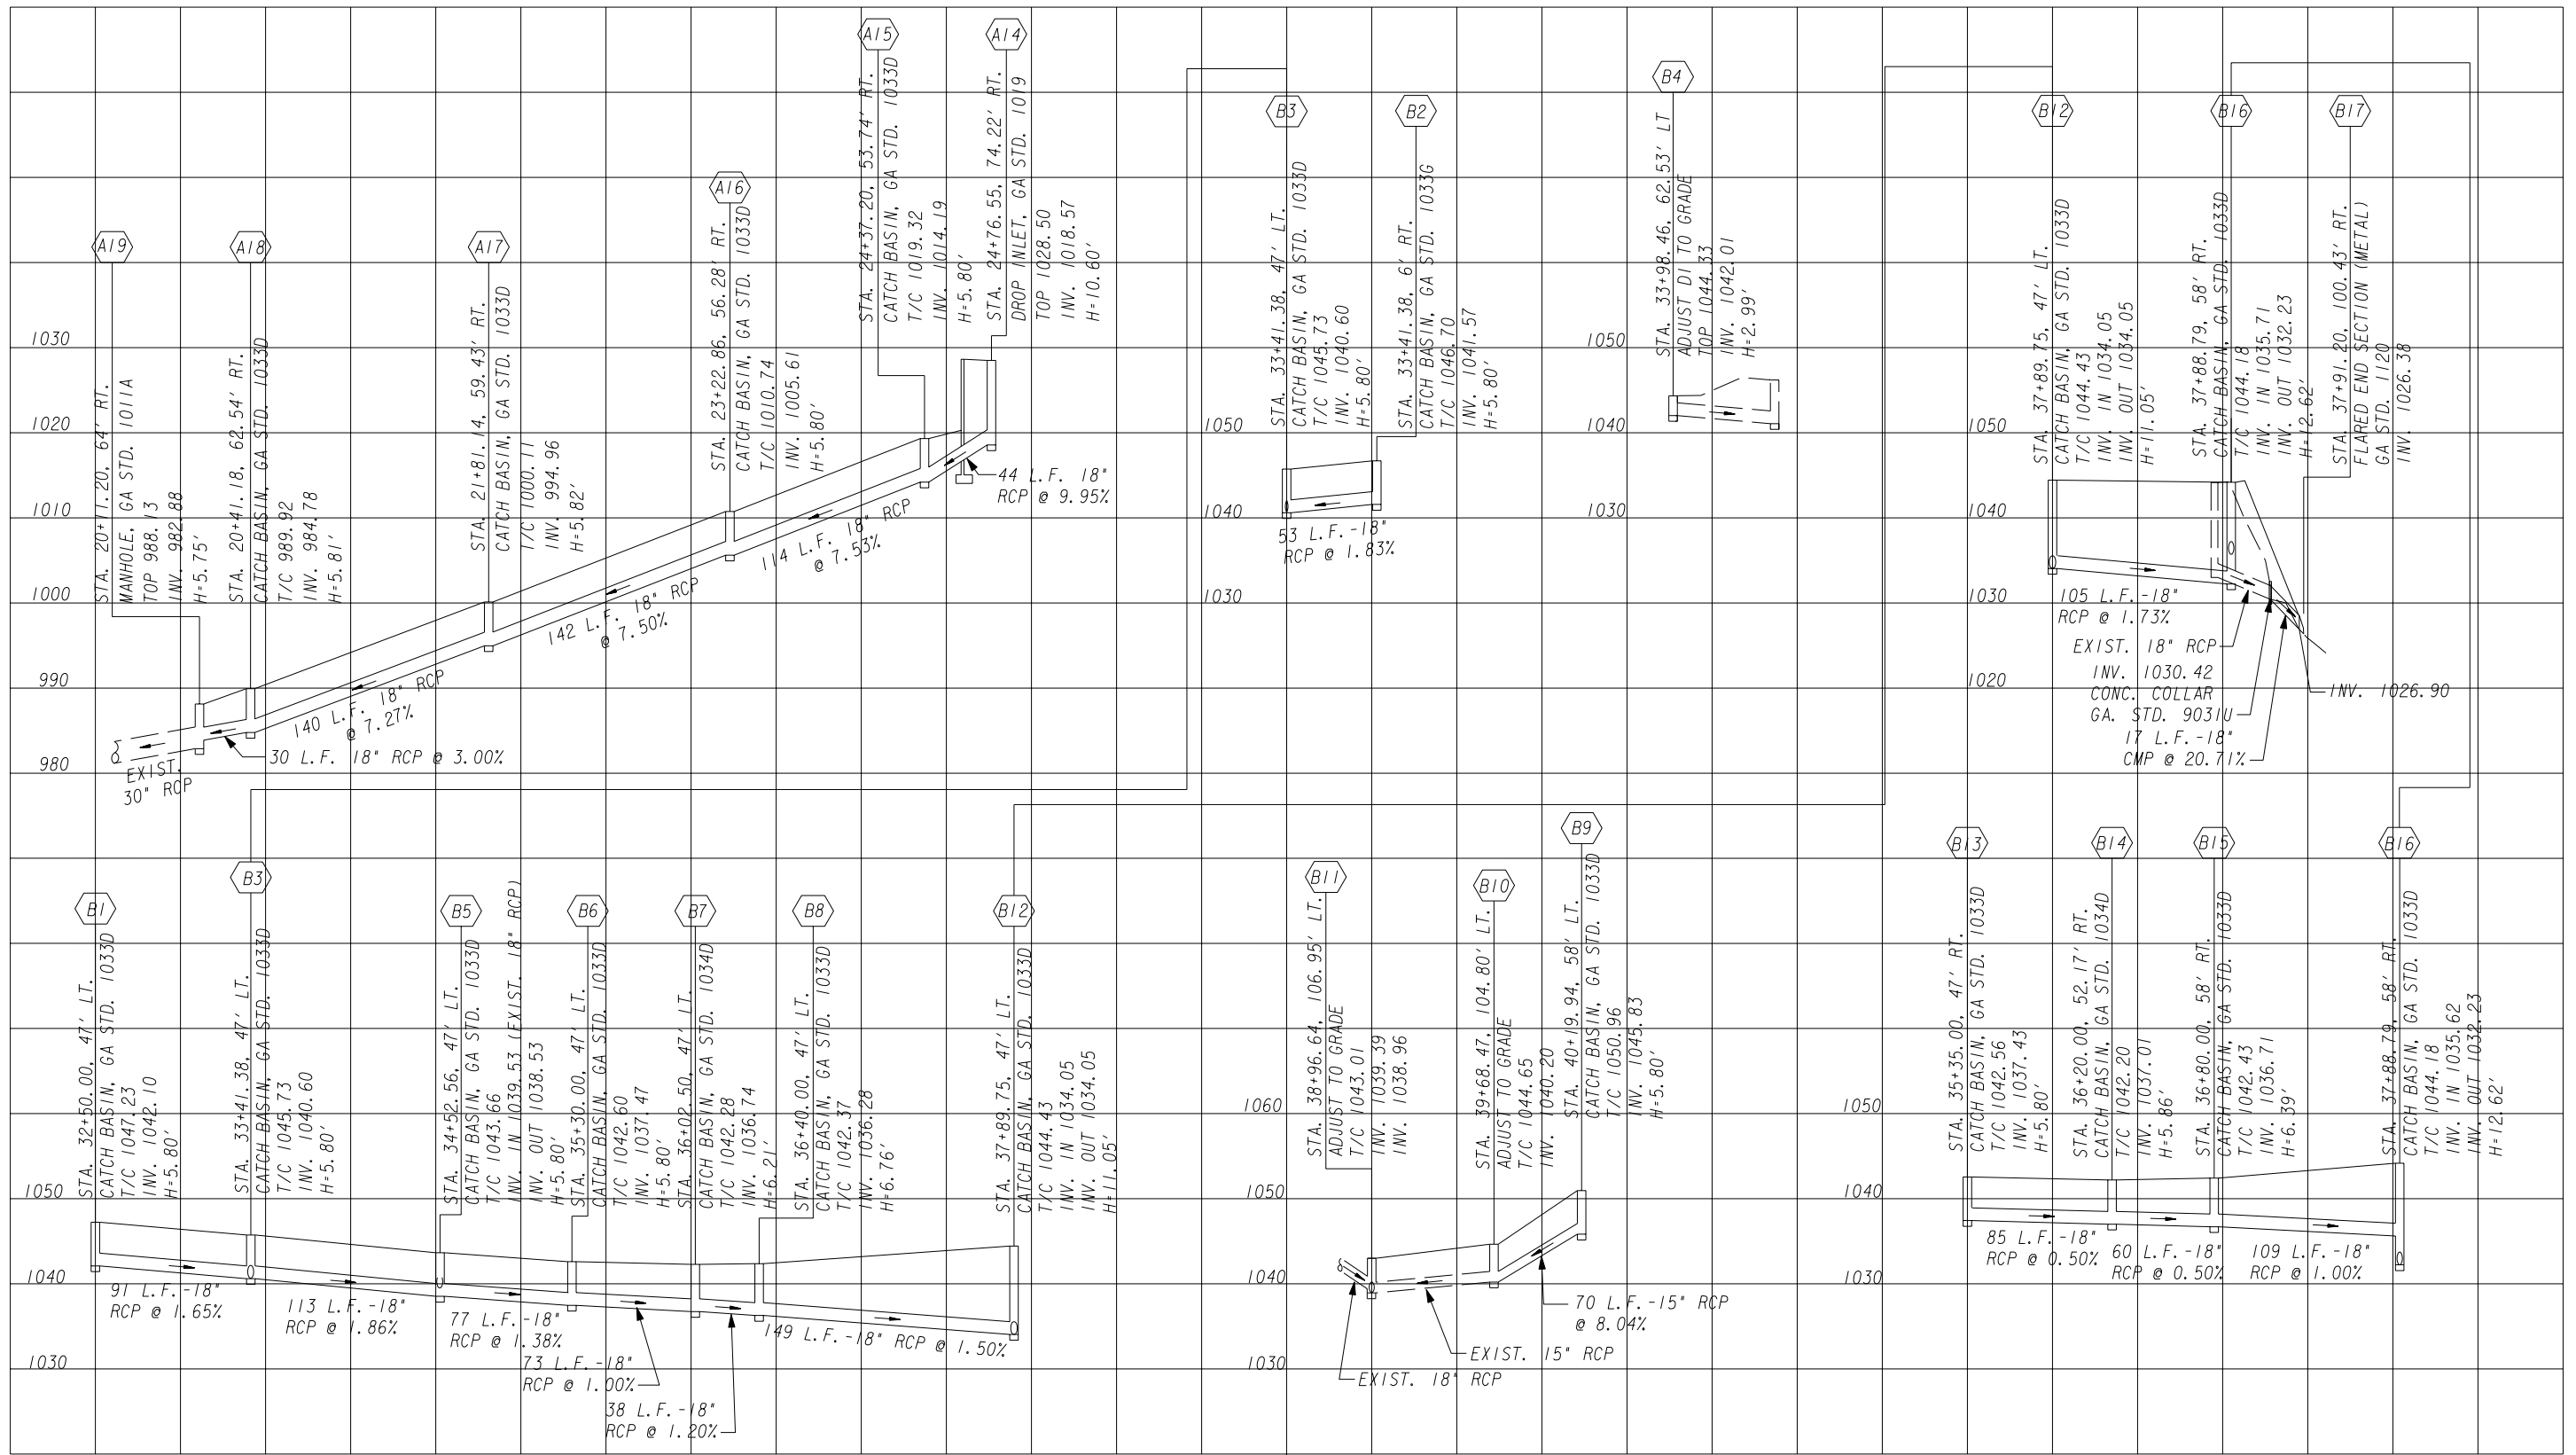 A15
STA. 24+37.20, 53.74' RT.
CATCH BASIN, GA STD. 1033D
T/C 1019.32
INV. 1014.19
H=5.80'
A14
STA. 24+76.55, 74.22' RT.
DROP INLET, GA STD. 1019
TOP 1028.50
INV. 1018.57
H=10.60'
A16
STA. 23+22.86, 56.28' RT.
CATCH BASIN, GA STD. 1033D
T/C 1010.74
INV. 1005.61
H=5.80'
A19
STA. 20+11.20, 64' RT.
MANHOLE, GA STD. 1011A
TOP 988.13
INV. 982.88
H=5.75'
A18
STA. 20+41.18, 62.54' RT.
CATCH BASIN, GA STD. 1033D
T/C 989.92
INV. 984.78
H=5.81'
A17
STA. 21+81.14, 59.43' RT.
CATCH BASIN, GA STD. 1033D
T/C 1000.11
INV. 994.96
H=5.82'
1030
1020
1010
1000
990
980
44 L.F. 18"
RCP @ 9.95%
114 L.F. 18" RCP
@ 7.53%
142 L.F. 18" RCP
@ 7.50%
140 L.F. 18" RCP
@ 7.27%
30 L.F. 18" RCP @ 3.00%
EXIST.
30" RCP
B3
STA. 33+41.38, 47' LT.
CATCH BASIN, GA STD. 1033D
T/C 1045.73
INV. 1040.60
H=5.80'
B2
STA. 33+41.38, 6' RT.
CATCH BASIN, GA STD. 1033G
T/C 1046.70
INV. 1041.57
H=5.80'
1050
1040
1030
53 L.F.-18"
RCP @ 1.83%
B4
STA. 33+98.46, 62.53' LT
ADJUST DI TO GRADE
TOP 1044.33
INV. 1042.01
H=2.99'
1050
1040
1030
B12
STA. 37+89.75, 47' LT.
CATCH BASIN, GA STD. 1033D
T/C 1044.43
INV. IN 1034.05
INV. OUT 1034.05
H=11.05'
B16
STA. 37+88.79, 58' RT.
CATCH BASIN, GA STD. 1033D
T/C 1044.18
INV. IN 1035.71
INV. OUT 1032.23
H=12.62'
B17
STA. 37+91.20, 100.43' RT.
FLARED END SECTION (METAL)
GA STD. 1120
INV. 1026.38
1050
1040
1030
1020
105 L.F.-18"
RCP @ 1.73%
EXIST. 18" RCP
INV. 1030.42
CONC. COLLAR
GA. STD. 9031U
17 L.F.-18"
CMP @ 20.71%
INV. 1026.90
B1
STA. 32+50.00, 47' LT.
CATCH BASIN, GA STD. 1033D
T/C 1047.23
INV. 1042.10
H=5.80'
B3
STA. 33+41.38, 47' LT.
CATCH BASIN, GA STD. 1033D
T/C 1045.73
INV. 1040.60
H=5.80'
B5
STA. 34+52.56, 47' LT.
CATCH BASIN, GA STD. 1033D
T/C 1043.66
INV. IN 1039.53 (EXIST. 18" RCP)
INV. OUT 1038.53
H=5.80'
B6
STA. 35+30.00, 47' LT.
CATCH BASIN, GA STD. 1033D
T/C 1042.60
INV. 1037.47
H=5.80'
B7
STA. 36+02.50, 47' LT.
CATCH BASIN, GA STD. 1034D
T/C 1042.28
INV. 1036.74
H=6.21'
B8
STA. 36+40.00, 47' LT.
CATCH BASIN, GA STD. 1033D
T/C 1042.37
INV. 1036.28
H=6.76'
B12
STA. 37+89.75, 47' LT.
CATCH BASIN, GA STD. 1033D
T/C 1044.43
INV. IN 1034.05
INV. OUT 1034.05
H=11.05'
1050
1040
1030
91 L.F.-18"
RCP @ 1.65%
113 L.F.-18"
RCP @ 1.86%
77 L.F.-18"
RCP @ 1.38%
73 L.F.-18"
RCP @ 1.00%
38 L.F.-18"
RCP @ 1.20%
149 L.F.-18" RCP @ 1.50%
B11
STA. 38+96.64, 106.95' LT.
ADJUST TO GRADE
T/C 1043.01
INV. 1039.39
INV. 1038.96
B10
STA. 39+68.47, 104.80' LT.
ADJUST TO GRADE
T/C 1044.65
INV. 1040.20
B9
STA. 40+19.94, 58' LT.
CATCH BASIN, GA STD. 1033D
T/C 1050.96
INV. 1045.83
H=5.80'
1060
1050
1040
1030
70 L.F.-15" RCP
@ 8.04%
EXIST. 15" RCP
EXIST. 18" RCP
B13
STA. 35+35.00, 47' RT.
CATCH BASIN, GA STD. 1033D
T/C 1042.56
INV. 1037.43
H=5.80'
B14
STA. 36+20.00, 52.17' RT.
CATCH BASIN, GA STD. 1034D
T/C 1042.20
INV. 1037.01
H=5.86'
B15
STA. 36+80.00, 58' RT.
CATCH BASIN, GA STD. 1033D
T/C 1042.43
INV. 1036.71
H=6.39'
B16
STA. 37+88.79, 58' RT.
CATCH BASIN, GA STD. 1033D
T/C 1044.18
INV. IN 1035.62
INV. OUT 1032.23
H=12.62'
1050
1040
1030
85 L.F.-18"
RCP @ 0.50%
60 L.F.-18"
RCP @ 0.50%
109 L.F.-18"
RCP @ 1.00%